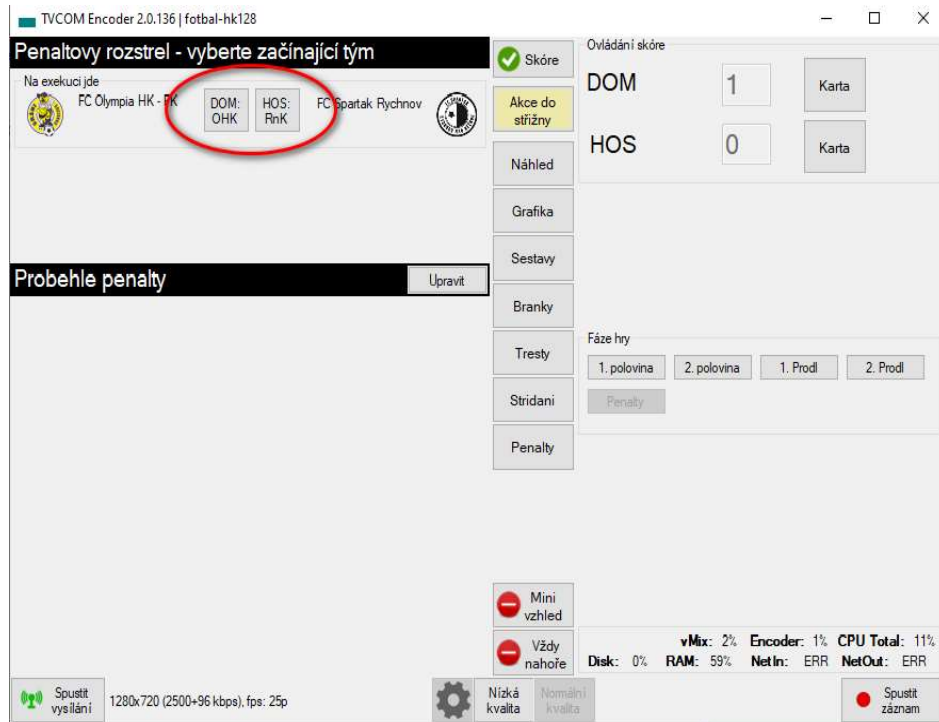 TVCOM Encoder 2.0.136 | fotbal-hk128
Penaltovy rozstrel - vyberte začínající tým
Na exekuci jde
FC Olympia HK - FK
DOM:
OHK
HOS:
RnK
FC Spartak Rychnov
Probehle penalty
Upravit
Skóre
Akce do
střižny
Náhled
Grafika
Sestavy
Branky
Tresty
Stridani
Penalty
Mini
vzhled
Vždy
nahoře
Ovládání skóre
DOM
1
Karta
HOS
0
Karta
Fáze hry
1. polovina
2. polovina
1. Prodl
2. Prodl
Penalty
vMix: 2% Encoder: 1% CPU Total: 11%
Disk: 0% RAM: 59% NetIn: ERR NetOut: ERR
Spustit
vysílání
1280x720 (2500+96 kbps), fps: 25p
Nízká
kvalita
Normální
kvalita
Spustit
záznam